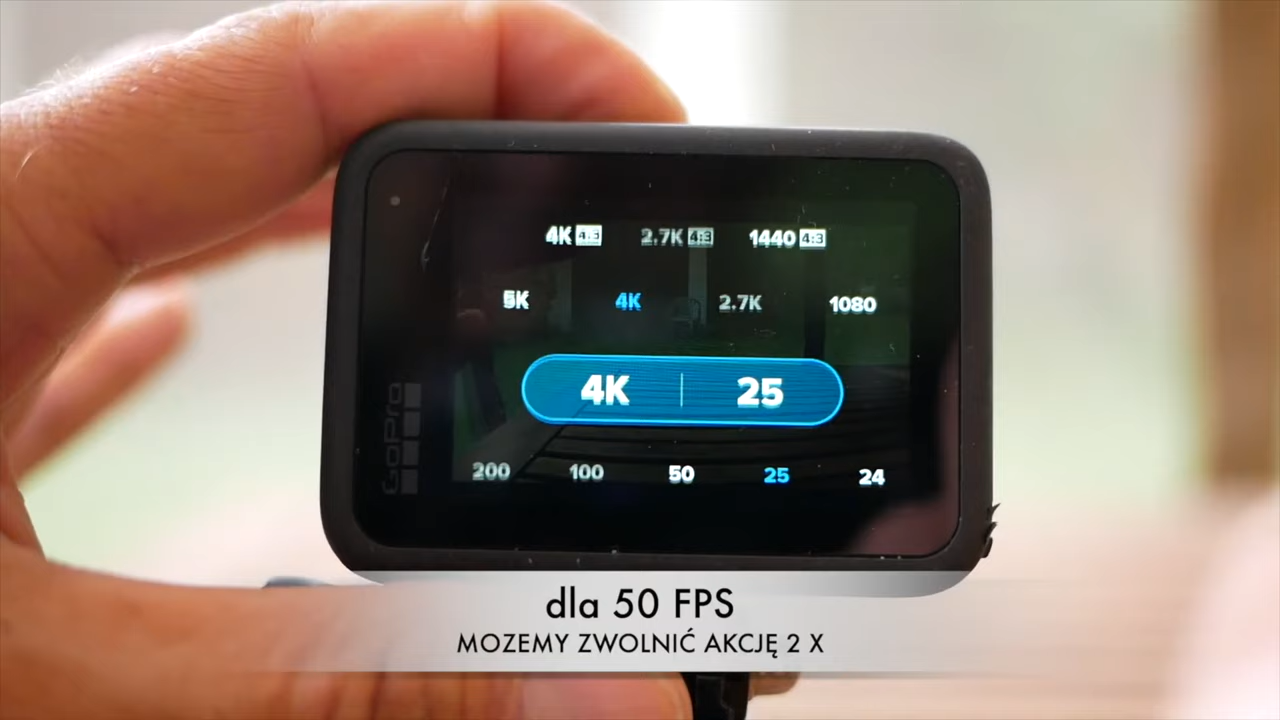 4K 4:3 2.7K 4:3 1440 4:3
5K 4K 2.7K 1080
4K | 25
200 100 50 25 24
GoPro
dla 50 FPS
MOZEMY ZWOLNIĆ AKCJĘ 2 X